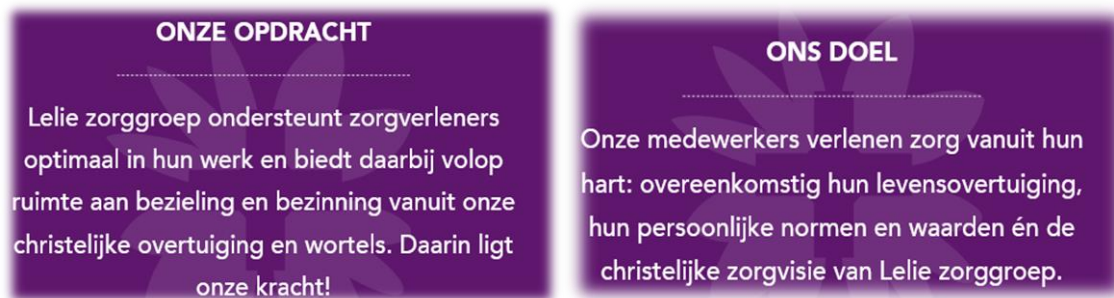 ONZE OPDRACHT
Lelie zorggroep ondersteunt zorgverleners
optimaal in hun werk en biedt daarbij volop
ruimte aan bezieling en bezinning vanuit onze
christelijke overtuiging en wortels. Daarin ligt
onze kracht!
ONS DOEL
Onze medewerkers verlenen zorg vanuit hun
hart: overeenkomstig hun levensovertuiging,
hun persoonlijke normen en waarden én de
christelijke zorgvisie van Lelie zorggroep.